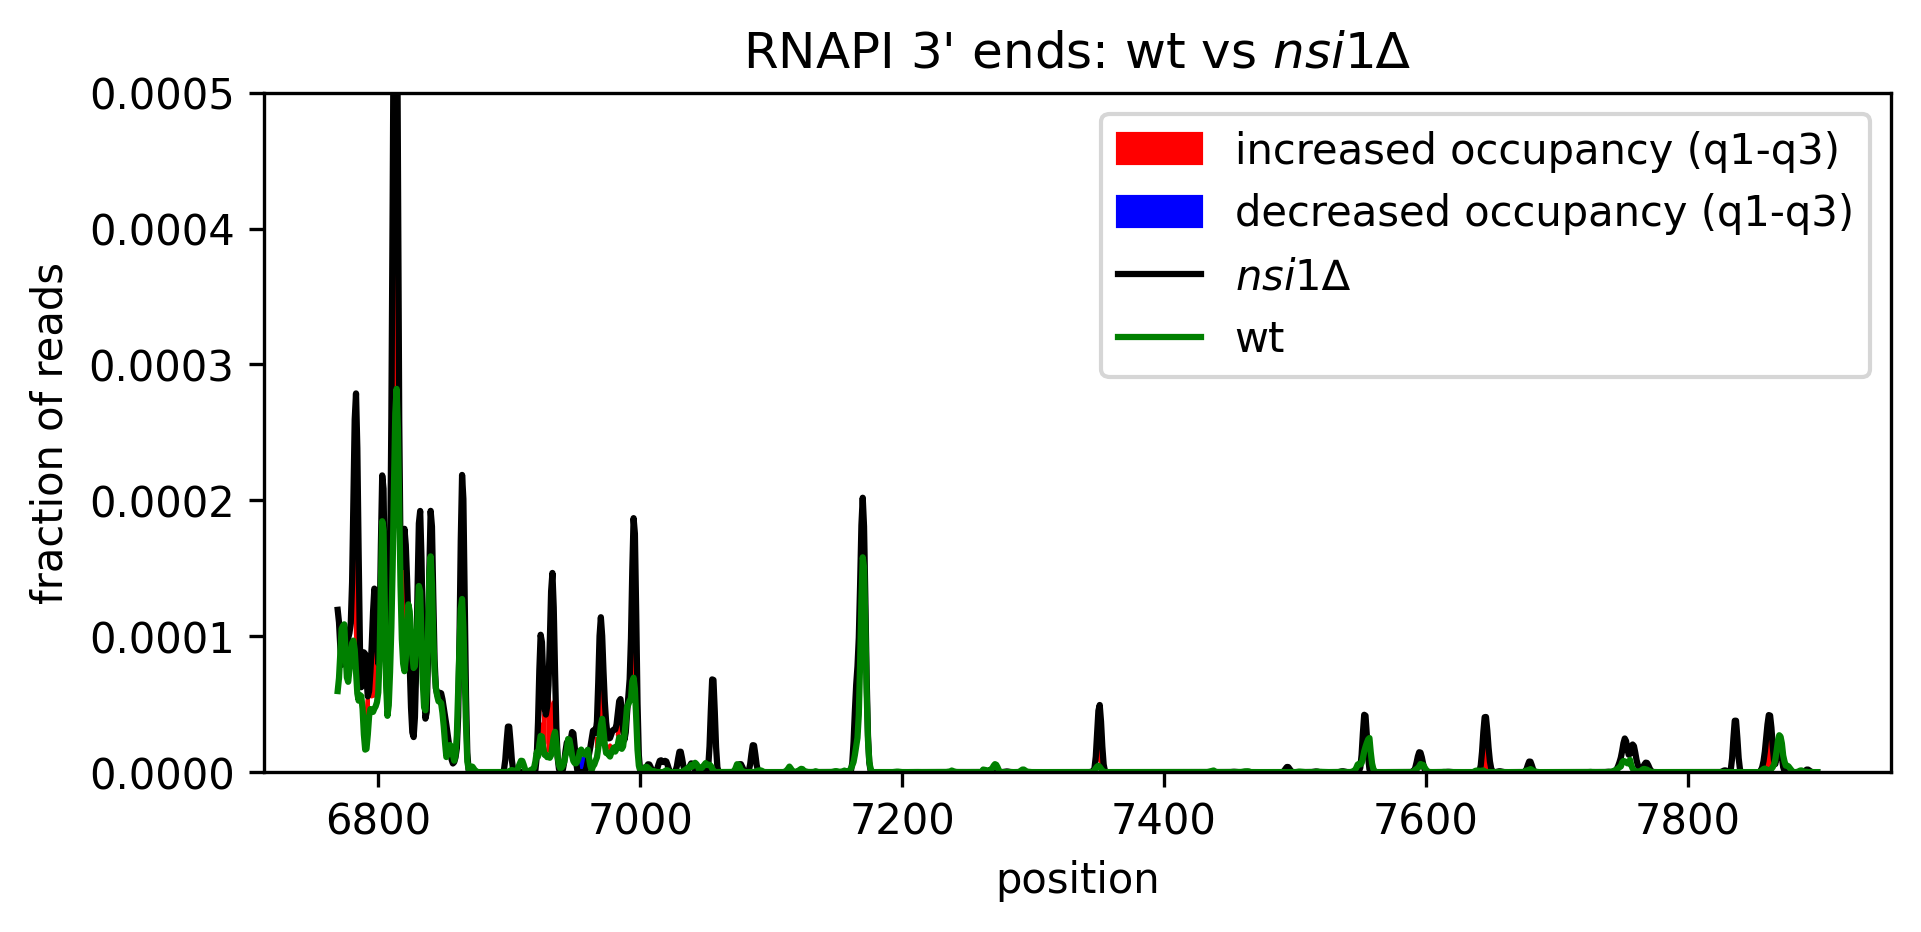 RNAPI 3' ends: wt vs nsi1Δ
0.0005
0.0004
0.0003
0.0002
0.0001
0.0000
fraction of reads
increased occupancy (q1-q3)
decreased occupancy (q1-q3)
nsi1Δ
wt
6800 7000 7200 7400 7600 7800
position